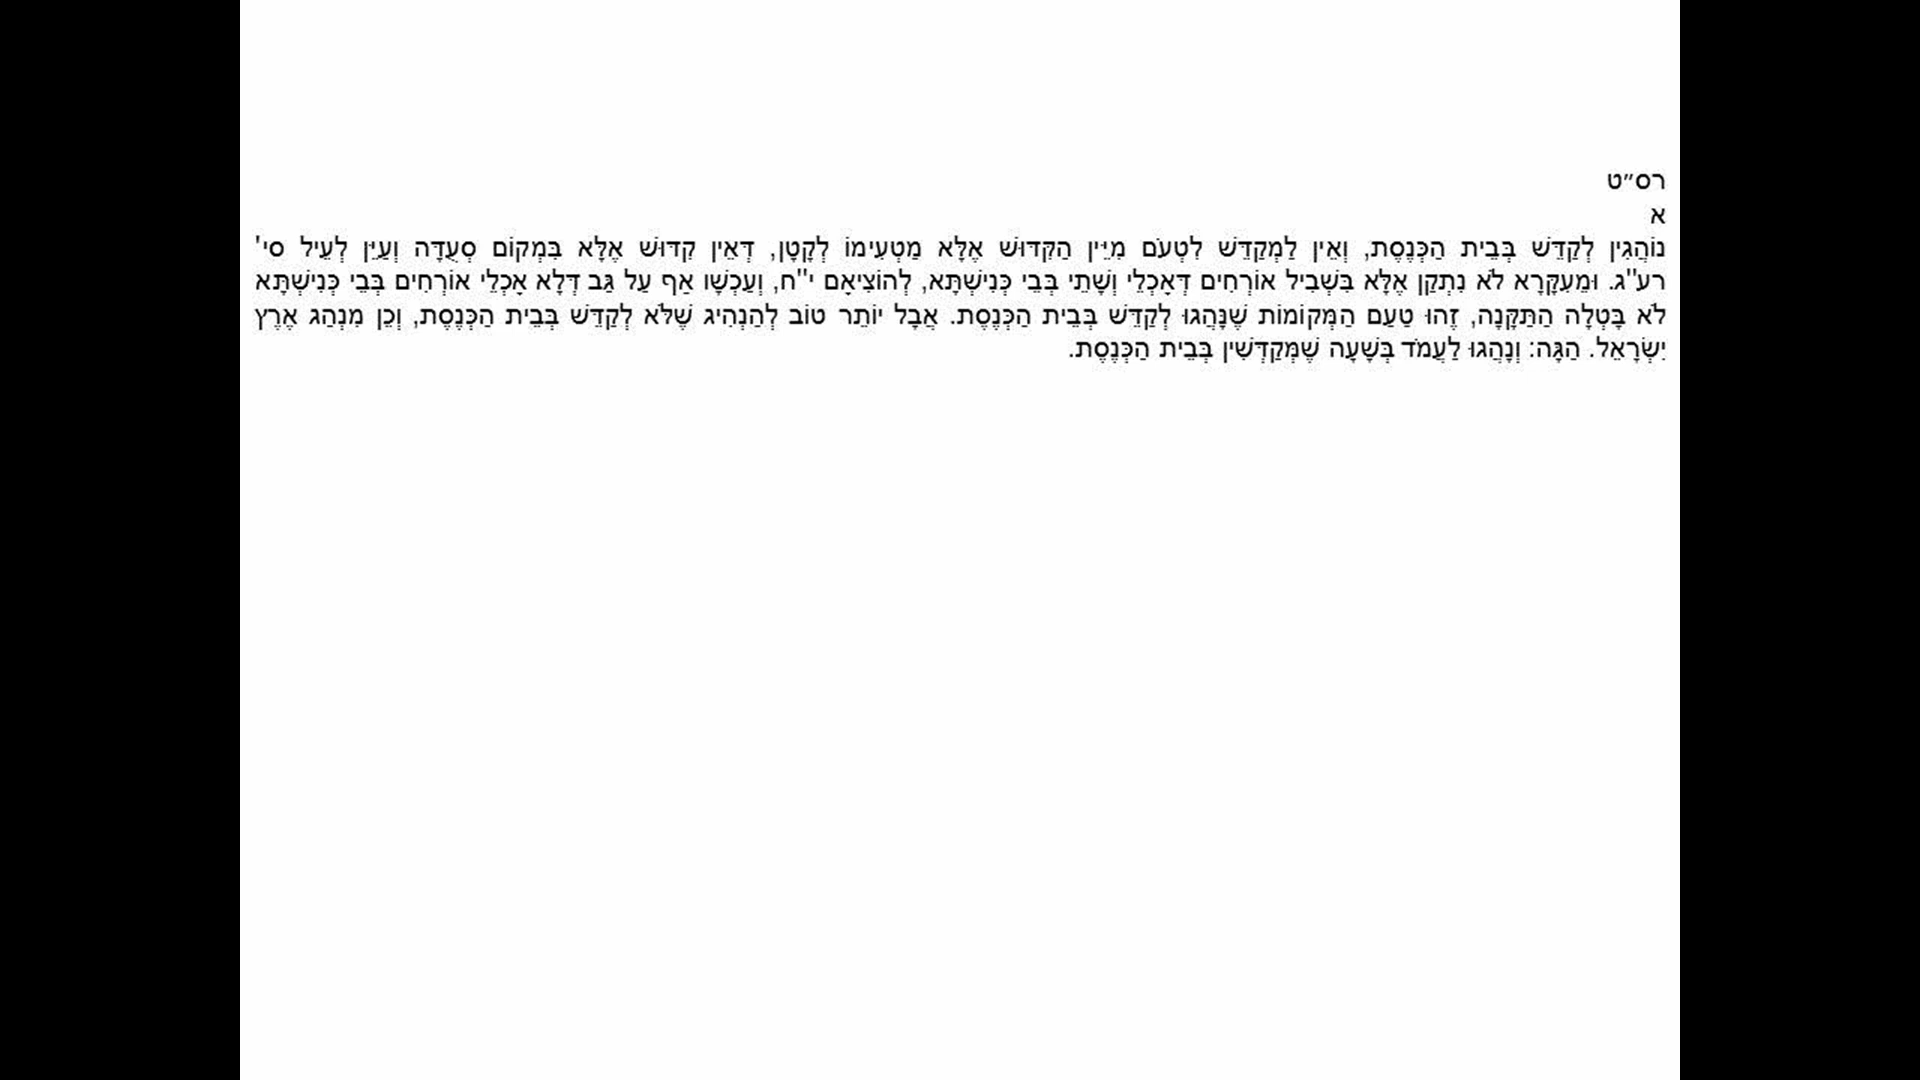 רס״ט
א
נוֹהֲגִין לְקַדֵּשׁ בְּבֵית הַכְּנֶסֶת, וְאֵין לַמְקַדֵּשׁ לִטְעֹם מִיֵּין הַקִּדּוּשׁ אֶלָּא מַטְעִימוֹ לְקָטָן, דְּאֵין קִדּוּשׁ אֶלָּא בִּמְקוֹם סְעֻדָּה וְעַיֵּן לְעֵיל סי'
רע''ג. וּמֵעִקָּרָא לֹא נִתְקַן אֶלָּא בִּשְׁבִיל אוֹרְחִים דְּאָכְלֵי וְשָׁתֵי בְּבֵי כְּנִישְׁתָּא, לְהוֹצִיאָם י''ח, וְעַכְשָׁו אַף עַל גַּב דְּלָא אָכְלֵי אוֹרְחִים בְּבֵי כְּנִישְׁתָּא
לֹא בָּטְלָה הַתַּקָּנָה, זֶהוּ טַעַם הַמְּקוֹמוֹת שֶׁנָּהֲגוּ לְקַדֵּשׁ בְּבֵית הַכְּנֶסֶת. אֲבָל יוֹתֵר טוֹב לְהַנְהִיג שֶׁלֹּא לְקַדֵּשׁ בְּבֵית הַכְּנֶסֶת, וְכֵן מִנְהַג אֶרֶץ
יִשְׂרָאֵל. הַגָּה: וְנָהֲגוּ לַעֲמֹד בְּשָׁעָה שֶׁמְּקַדְּשִׁין בְּבֵית הַכְּנֶסֶת.